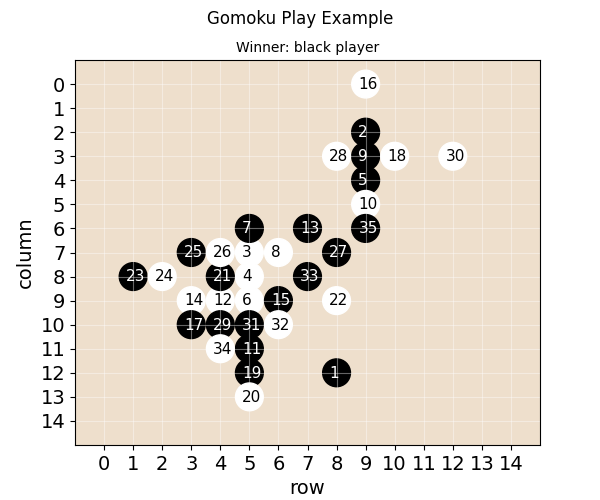 Gomoku Play Example
Winner: black player
0 16
1
2 2
3 28 9 18 30
4 5
5 10
6 7 13 35
7 25 26 3 8 27
8 23 24 21 4 33
9 14 12 6 15 22
10 17 29 31 32
11 34 11
12 19 1
13 20
14
column
0 1 2 3 4 5 6 7 8 9 10 11 12 13 14
row